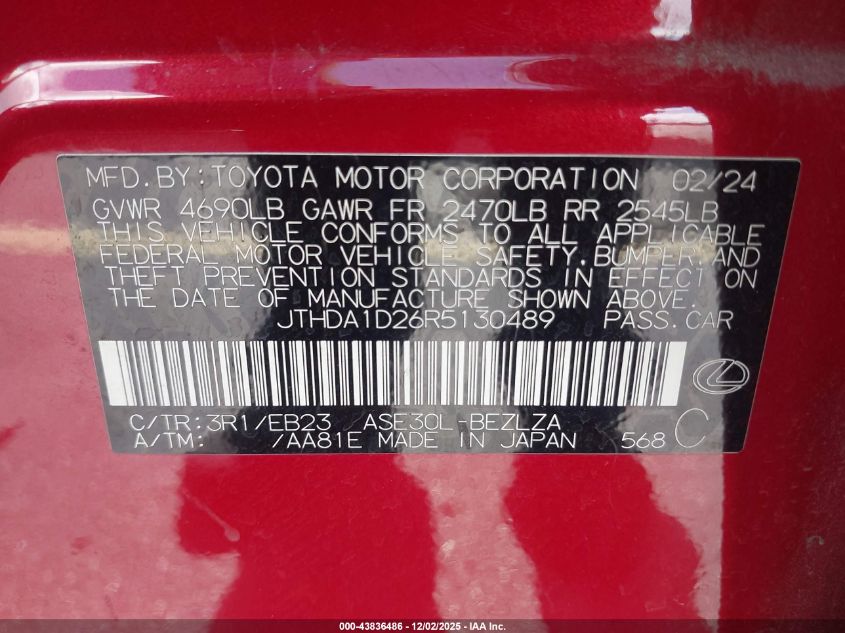 MFD. BY: TOYOTA MOTOR CORPORATION 02/24
GVWR 4690LB GAWR FR 2470LB RR 2545LB
THIS VEHICLE CONFORMS TO ALL APPLICABLE
FEDERAL MOTOR VEHICLE SAFETY, BUMPER, AND
THEFT PREVENTION STANDARDS IN EFFECT ON
THE DATE OF MANUFACTURE SHOWN ABOVE.
JTHDA1D26R5130489 PASS. CAR
C/TR: 3R1/EB23 ASE30L-BEZLZA
A/TM: /AA81E MADE IN JAPAN 568 C
000-43836486 - 12/02/2025 - IAA Inc.